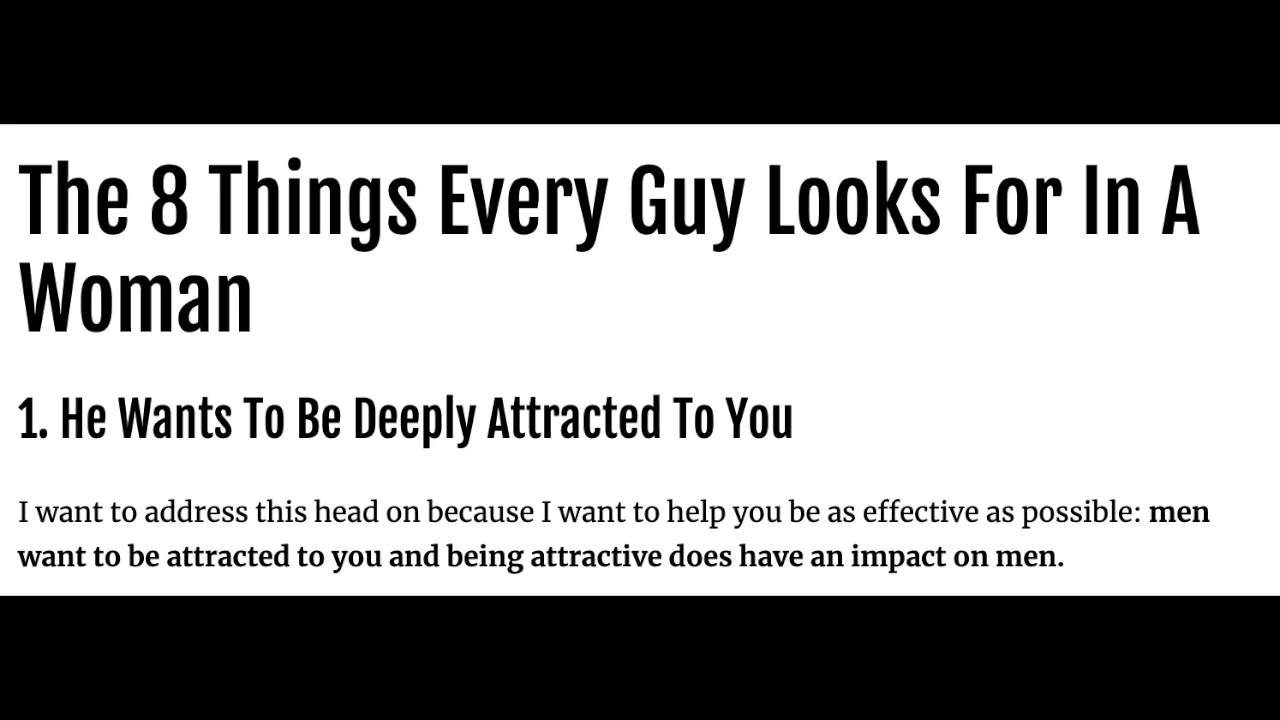 The 8 Things Every Guy Looks For In A
Woman
1. He Wants To Be Deeply Attracted To You
I want to address this head on because I want to help you be as effective as possible: men
want to be attracted to you and being attractive does have an impact on men.